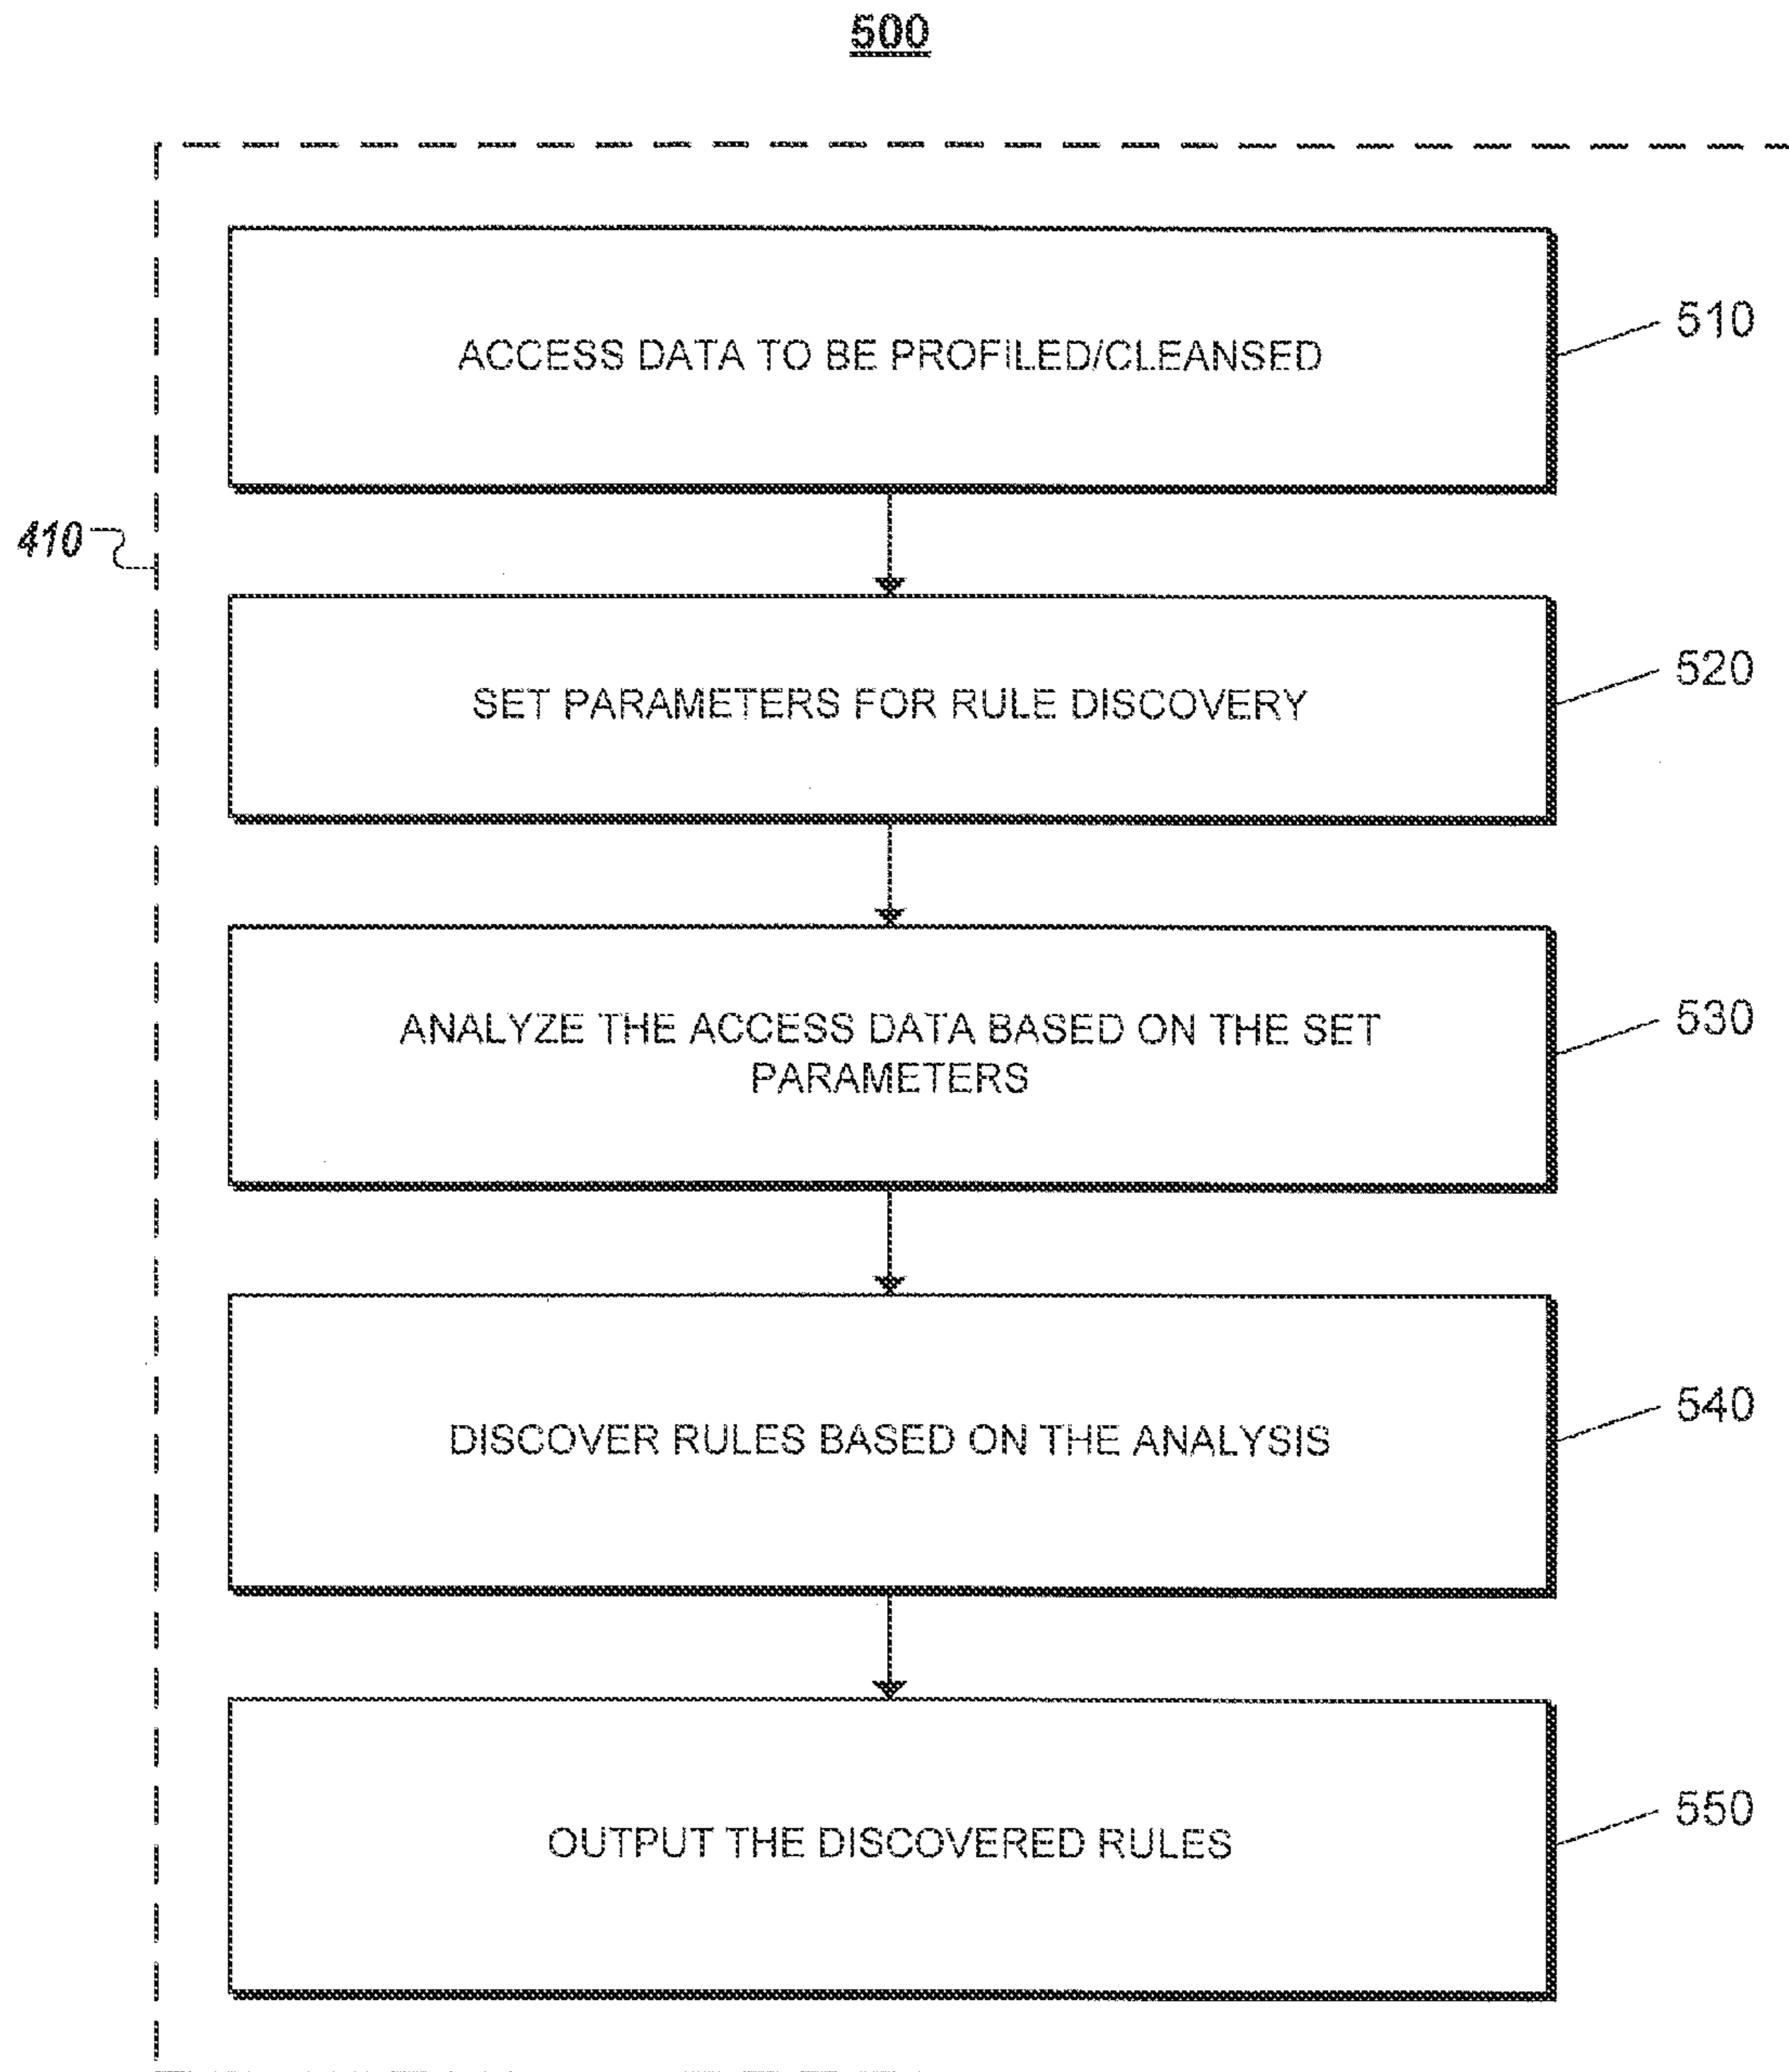 500
ACCESS DATA TO BE PROFILED/CLEANSED
510
410
SET PARAMETERS FOR RULE DISCOVERY
520
ANALYZE THE ACCESS DATA BASED ON THE SET
PARAMETERS
530
DISCOVER RULES BASED ON THE ANALYSIS
540
OUTPUT THE DISCOVERED RULES
550